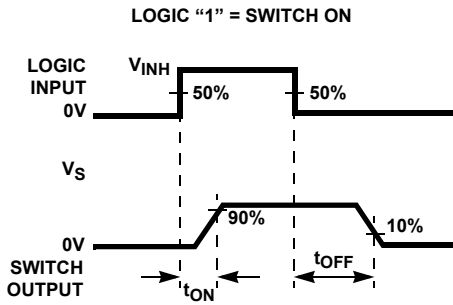 LOGIC “1” = SWITCH ON
LOGIC
INPUT
VINH
50%
50%
0V
VS
90%
10%
0V
SWITCH
OUTPUT
tON
tOFF